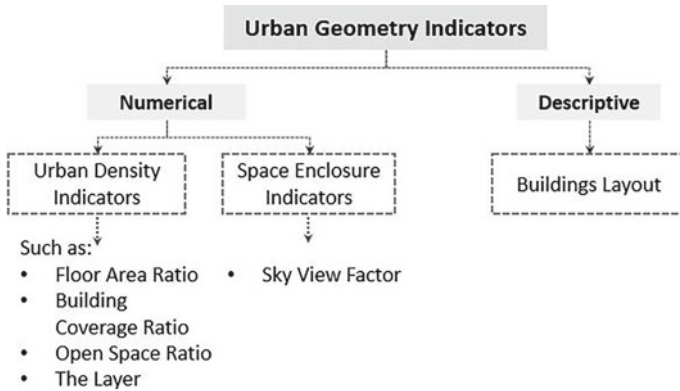 Urban Geometry Indicators
Numerical
Descriptive
Urban Density
Indicators
Space Enclosure
Indicators
Buildings Layout
Such as:
• Floor Area Ratio
• Building
Coverage Ratio
• Open Space Ratio
• The Layer
• Sky View Factor